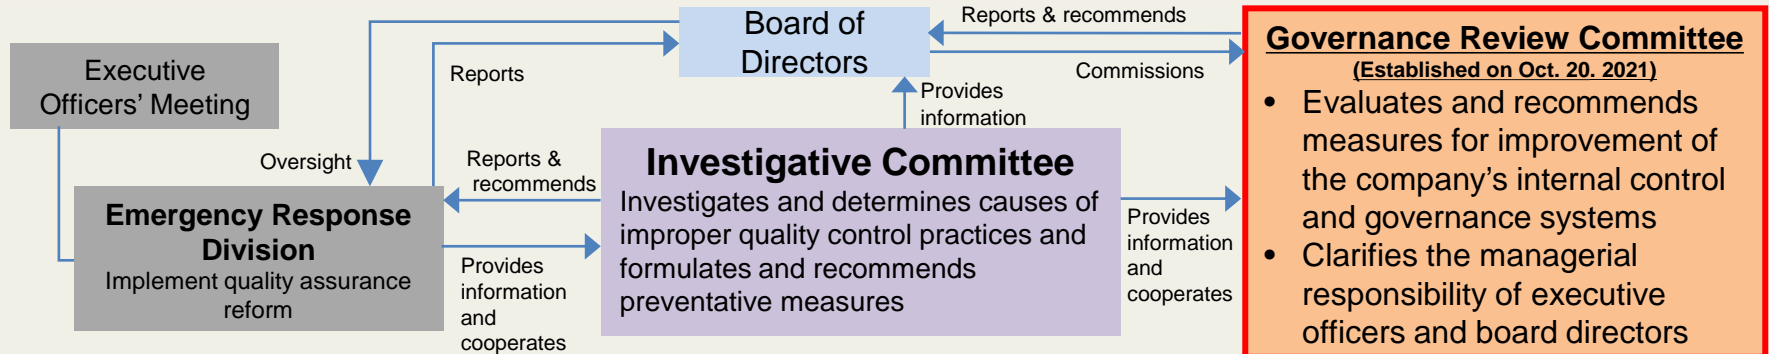 Executive
Officers' Meeting
Oversight
Emergency Response
Division
Implement quality assurance
reform
Reports
Reports &
recommends
Provides
information
and
cooperates
Board of
Directors
Provides
information
Investigative Committee
Investigates and determines causes of
improper quality control practices and
formulates and recommends
preventative measures
Reports & recommends
Commissions
Provides
information
and
cooperates
Governance Review Committee
(Established on Oct. 20. 2021)
• Evaluates and recommends
measures for improvement of
the company's internal control
and governance systems
• Clarifies the managerial
responsibility of executive
officers and board directors